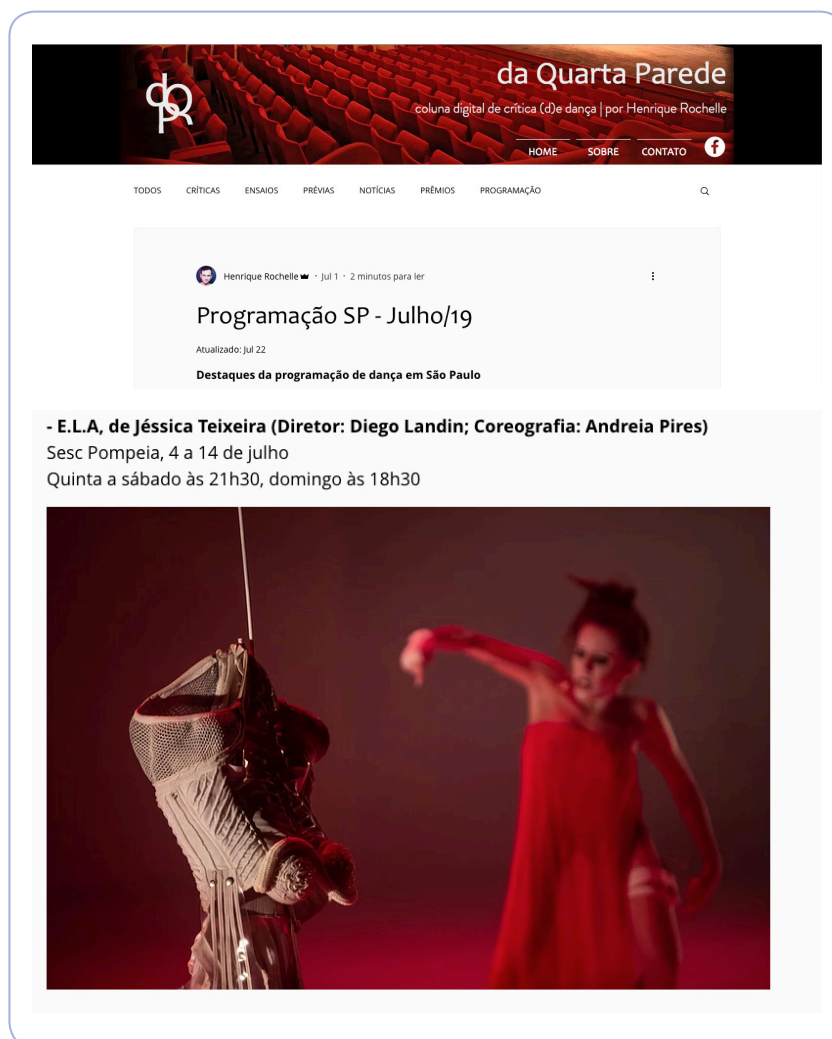 da Quarta Parede
coluna digital de crítica (d)e dança | por Henrique Rochelle
HOME SOBRE CONTATO
TODOS CRÍTICAS ENSAIOS PRÉVIAS NOTÍCIAS PRÊMIOS PROGRAMAÇÃO
Henrique Rochelle · Jul 1 · 2 minutos para ler
Programação SP - Julho/19
Atualizado: Jul 22
Destaques da programação de dança em São Paulo
- E.L.A, de Jéssica Teixeira (Diretor: Diego Landin; Coreografia: Andreia Pires)
Sesc Pompeia, 4 a 14 de julho
Quinta a sábado às 21h30, domingo às 18h30